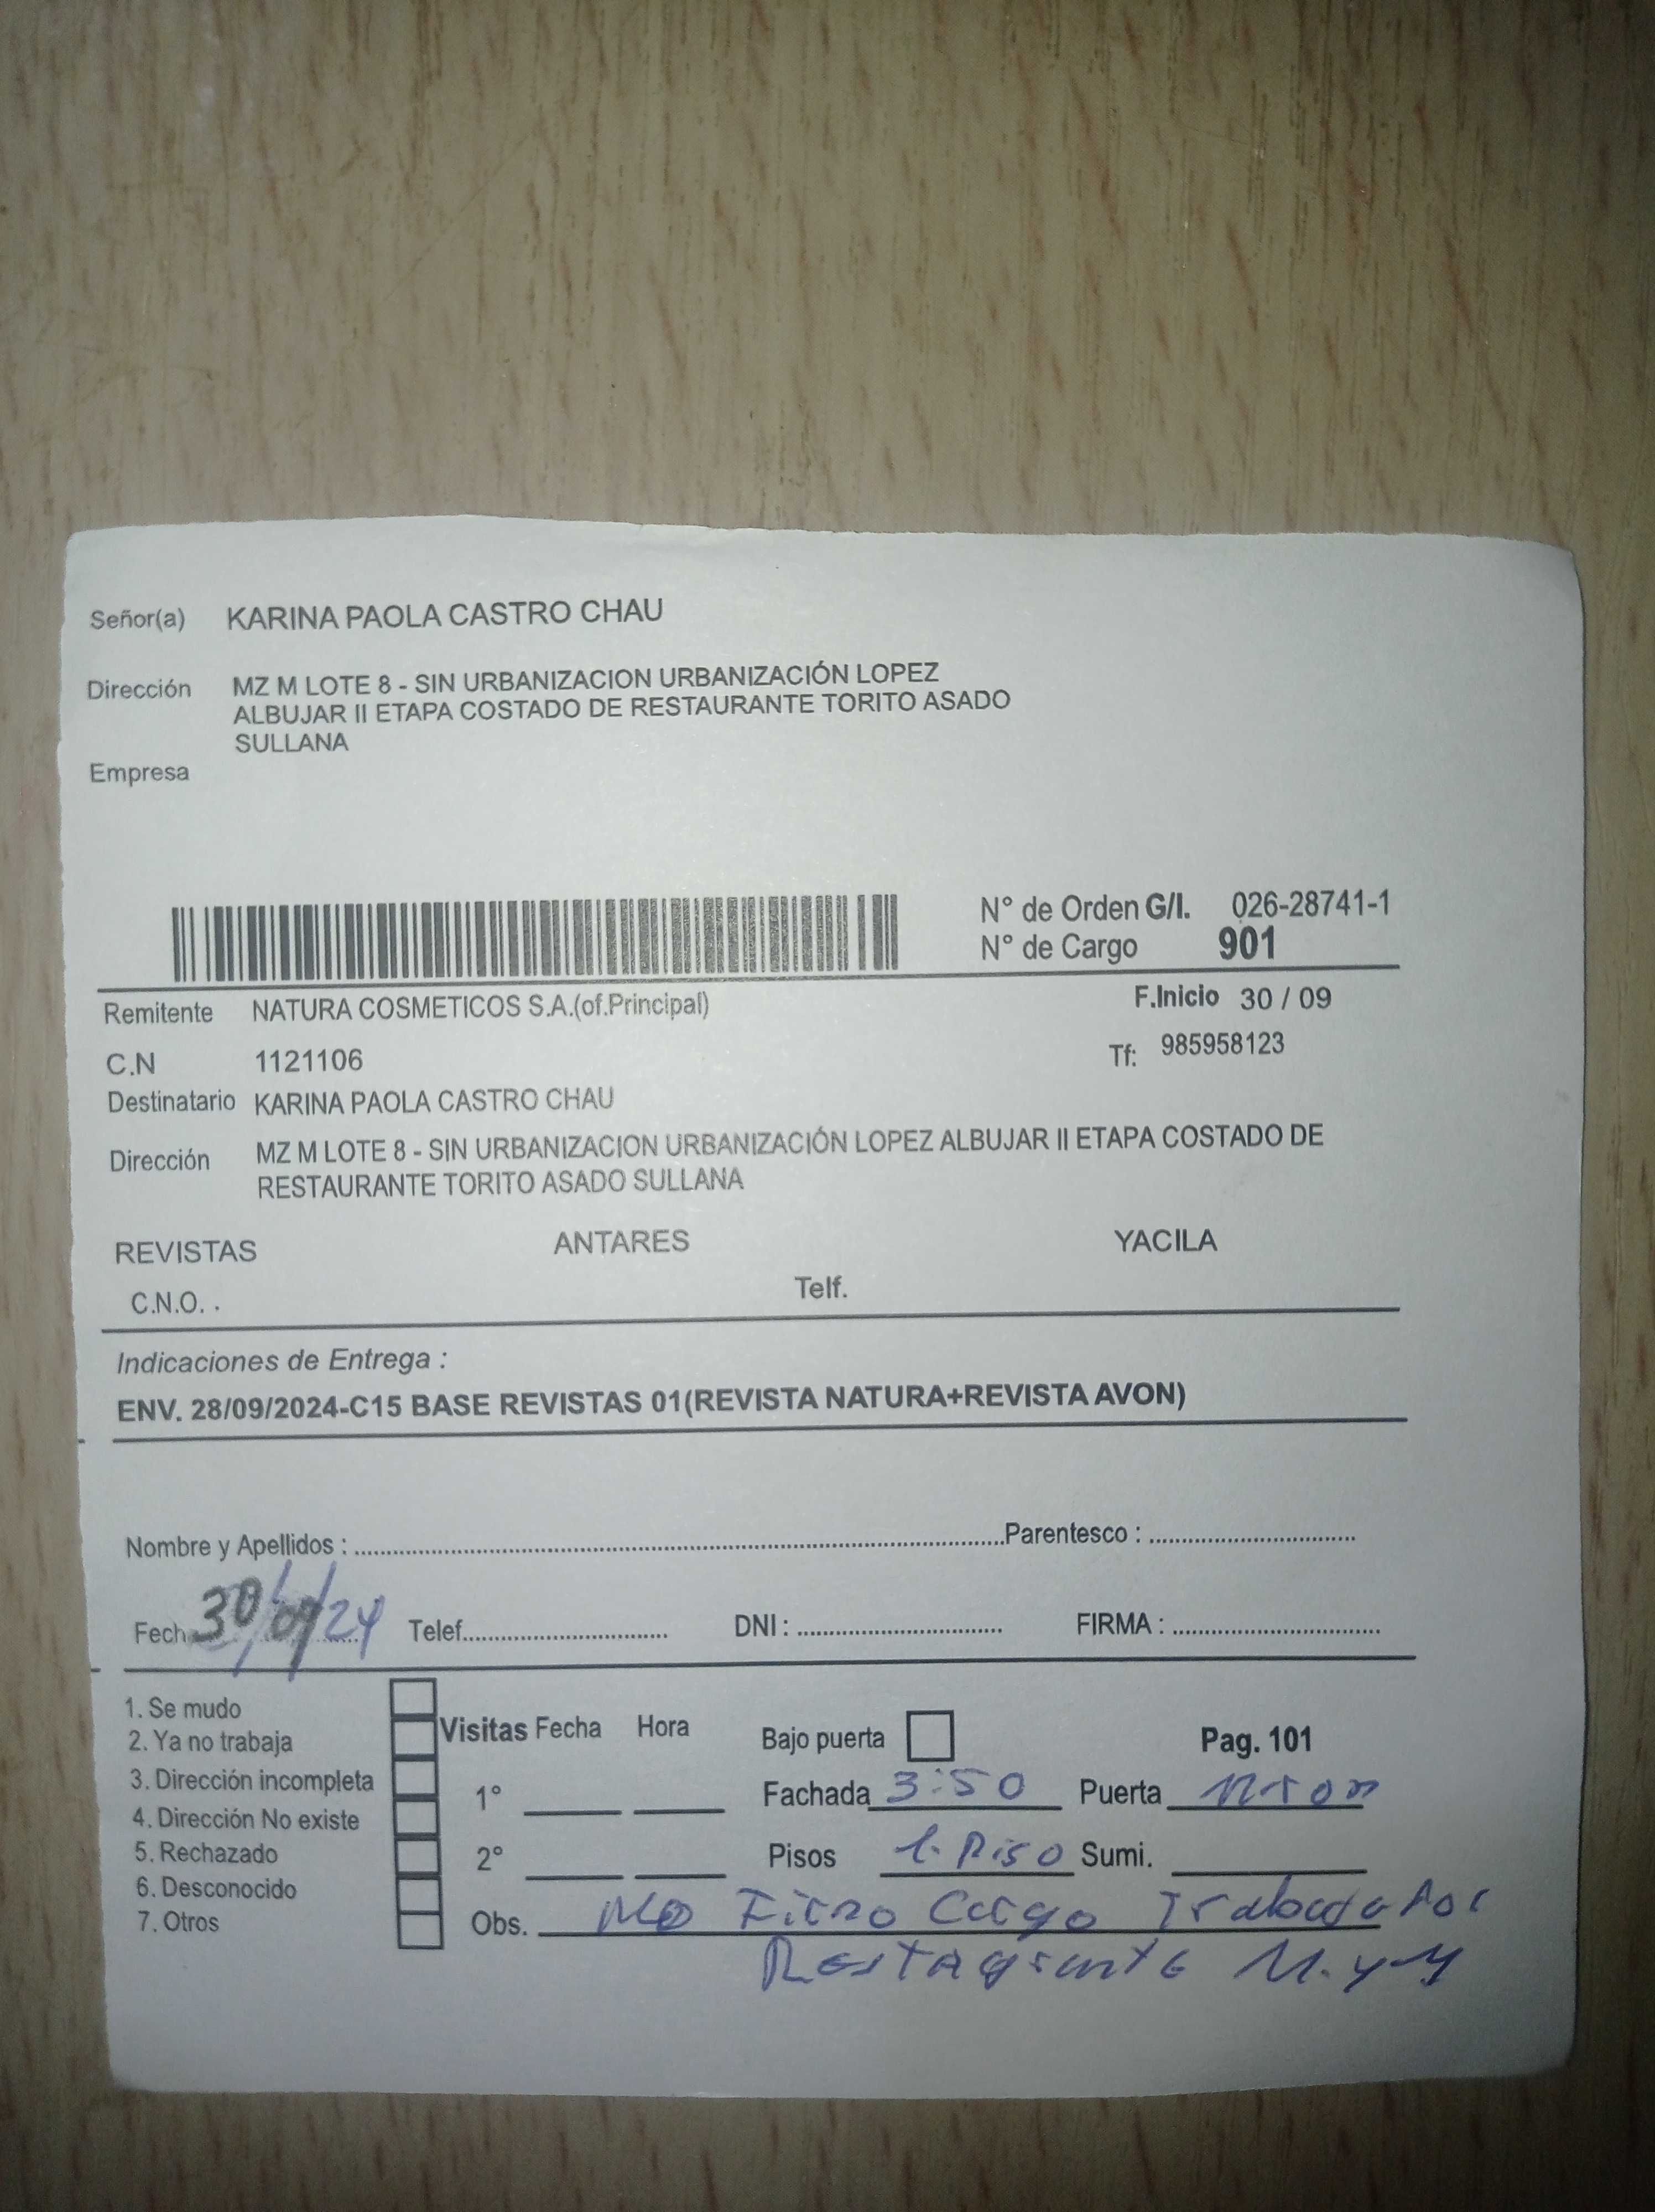 Señor(a) KARINA PAOLA CASTRO CHAU
Dirección MZ M LOTE 8 - SIN URBANIZACION URBANIZACIÓN LOPEZ
ALBUJAR II ETAPA COSTADO DE RESTAURANTE TORITO ASADO
SULLANA
Empresa
N° de Orden G/I. 026-28741-1
N° de Cargo 901
Remitente NATURA COSMETICOS S.A.(of.Principal) F.Inicio 30 / 09
C.N 1121106 Tf: 985958123
Destinatario KARINA PAOLA CASTRO CHAU
Dirección MZ M LOTE 8 - SIN URBANIZACION URBANIZACIÓN LOPEZ ALBUJAR II ETAPA COSTADO DE
RESTAURANTE TORITO ASADO SULLANA
REVISTAS ANTARES YACILA
C.N.O. . Telf.
Indicaciones de Entrega :
ENV. 28/09/2024-C15 BASE REVISTAS 01(REVISTA NATURA+REVISTA AVON)
Nombre y Apellidos : Parentesco :
Fech 30/09/24 Telef. DNI : FIRMA :
1. Se mudo
2. Ya no trabaja Visitas Fecha Hora Bajo puerta Pag. 101
3. Dirección incompleta 1° Fachada 3:50 Puerta
4. Dirección No existe
5. Rechazado 2° Pisos 1. Piso Sumi.
6. Desconocido
7. Otros Obs. No Firmo Cargo Trabajador
Restaurante M. y M